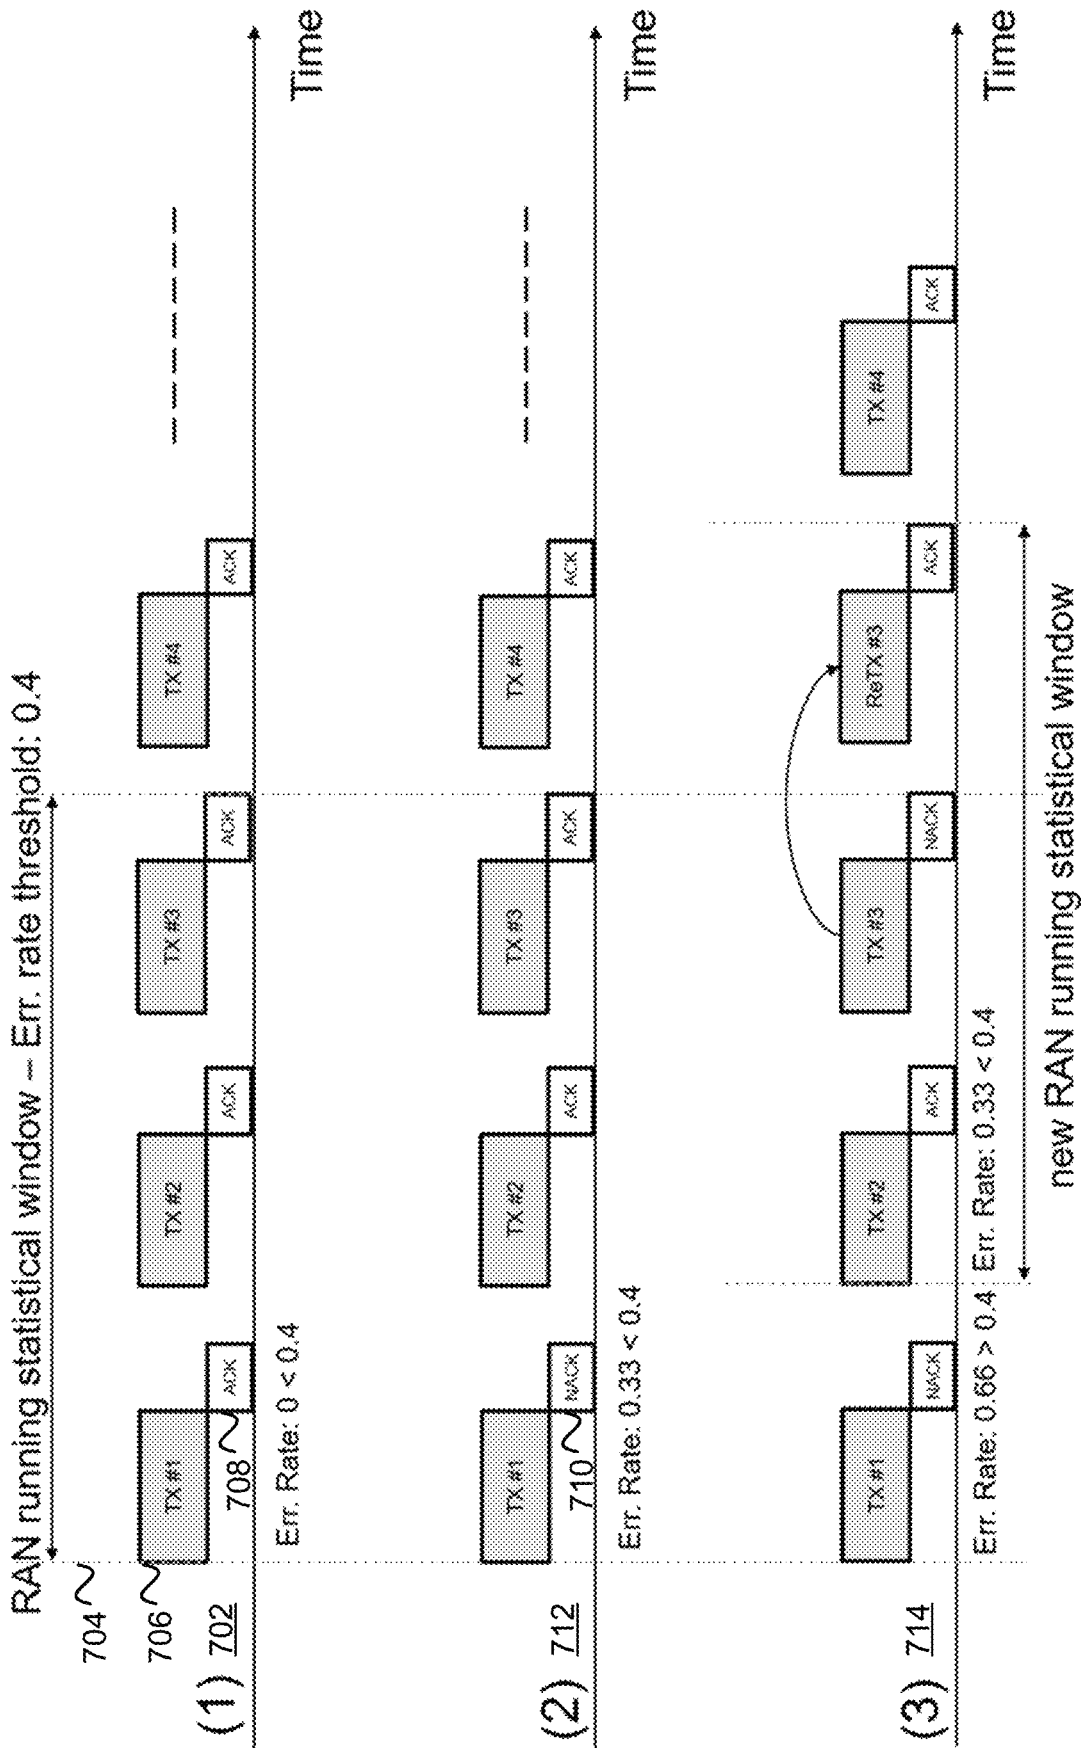 RAN running statistical window – Err. rate threshold: 0.4
704
706
(1) 702
TX #1
TX #2
TX #3
TX #4
ACK
ACK
ACK
ACK
708
Time
Err. Rate: 0 < 0.4
(2) 712
TX #1
TX #2
TX #3
TX #4
NACK
ACK
ACK
ACK
710
Time
Err. Rate: 0.33 < 0.4
(3) 714
TX #1
TX #2
TX #3
ReTX #3
TX #4
NACK
ACK
NACK
ACK
ACK
Time
Err. Rate: 0.66 > 0.4
Err. Rate: 0.33 < 0.4
new RAN running statistical window